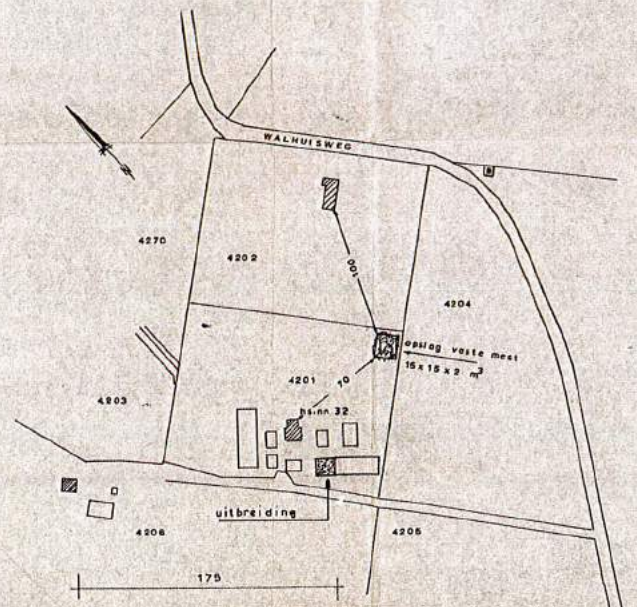 WALHUISWEG
4270
4202
100
4204
opslag vaste mest
15 x 15 x 2 m³
4201
70
4203
hs.nr. 32
uitbreiding
4206
4205
175